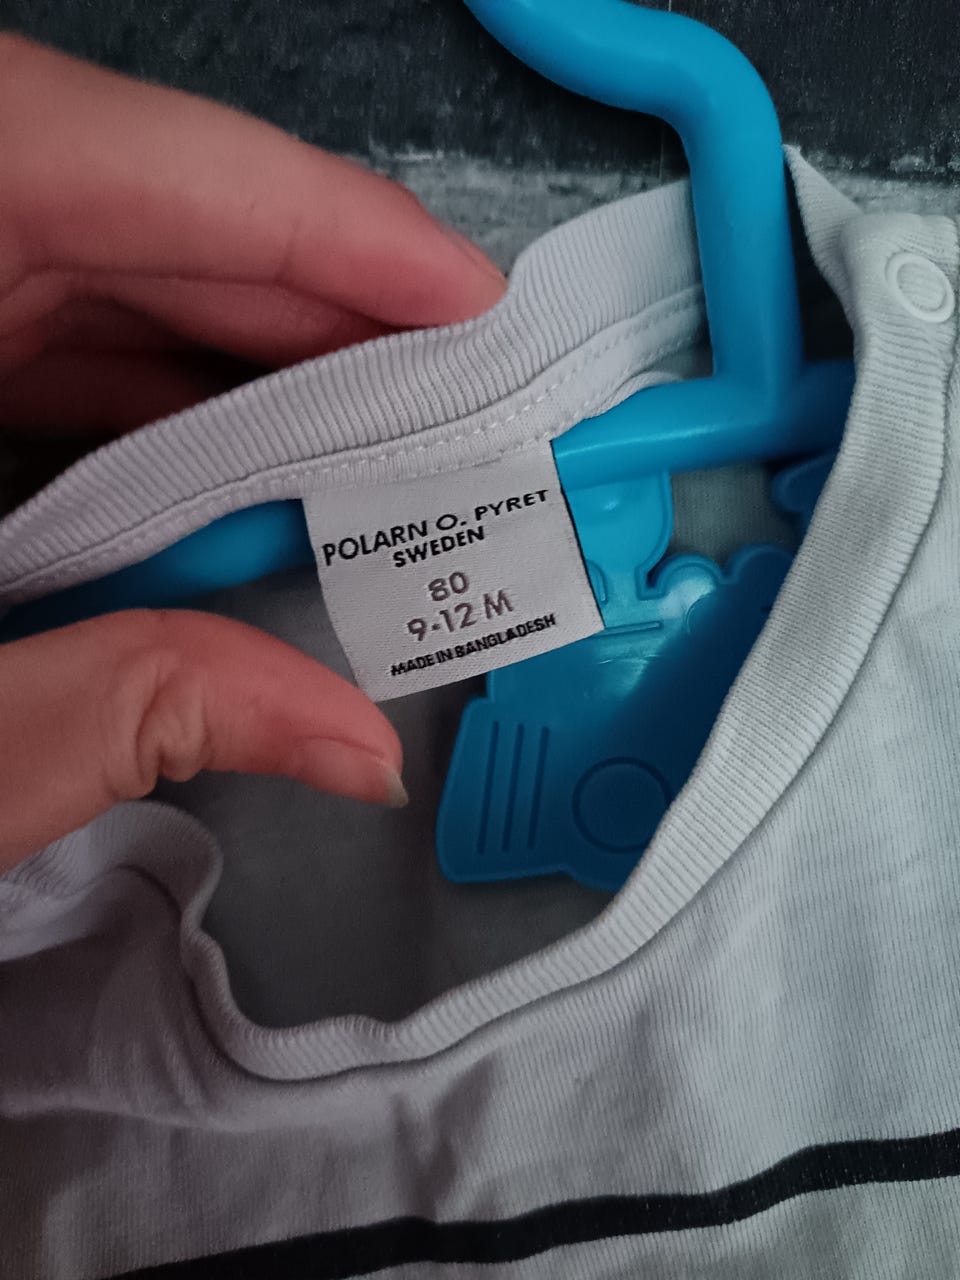 POLARN O. PYRET
SWEDEN
80
9-12 M
MADE IN BANGLADESH